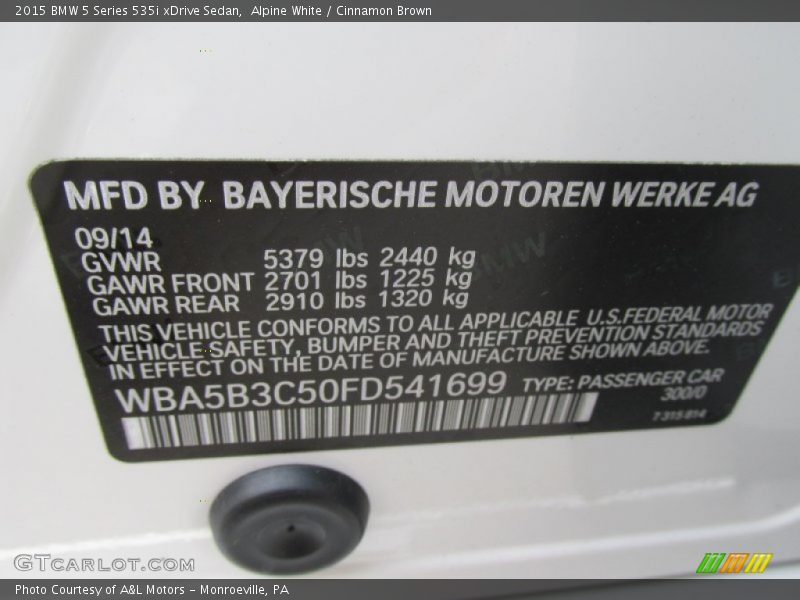 2015 BMW 5 Series 535i xDrive Sedan,  Alpine White / Cinnamon Brown
MFD BY BAYERISCHE MOTOREN WERKE AG
09/14
GVWR 5379 lbs 2440 kg
GAWR FRONT 2701 lbs 1225 kg
GAWR REAR 2910 lbs 1320 kg
THIS VEHICLE CONFORMS TO ALL APPLICABLE U.S.FEDERAL MOTOR
VEHICLE SAFETY, BUMPER AND THEFT PREVENTION STANDARDS
IN EFFECT ON THE DATE OF MANUFACTURE SHOWN ABOVE.
WBA5B3C50FD541699 TYPE: PASSENGER CAR
300/0
7 315 814
GTCARLOT.COM
Photo Courtesy of A&L Motors - Monroeville, PA